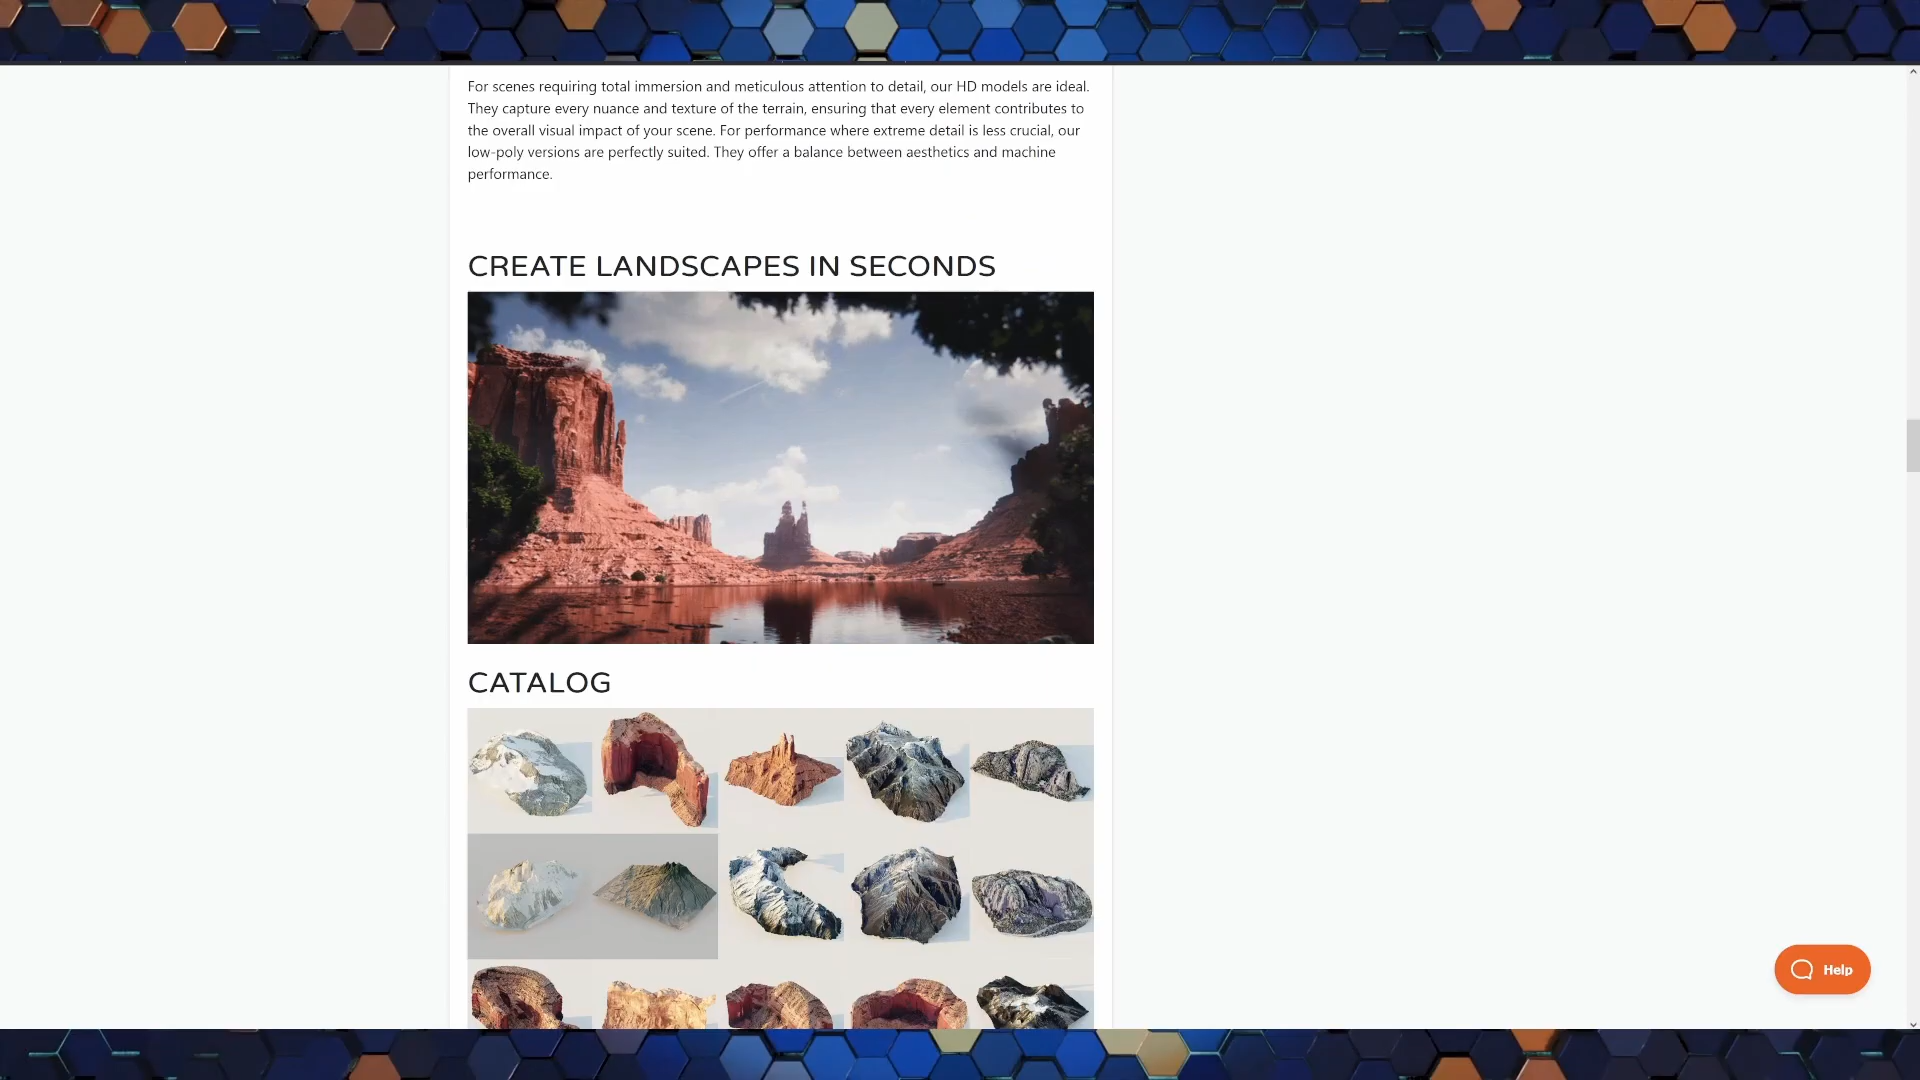 For scenes requiring total immersion and meticulous attention to detail, our HD models are ideal.
They capture every nuance and texture of the terrain, ensuring that every element contributes to
the overall visual impact of your scene. For performance where extreme detail is less crucial, our
low-poly versions are perfectly suited. They offer a balance between aesthetics and machine
performance.
CREATE LANDSCAPES IN SECONDS
CATALOG
Help